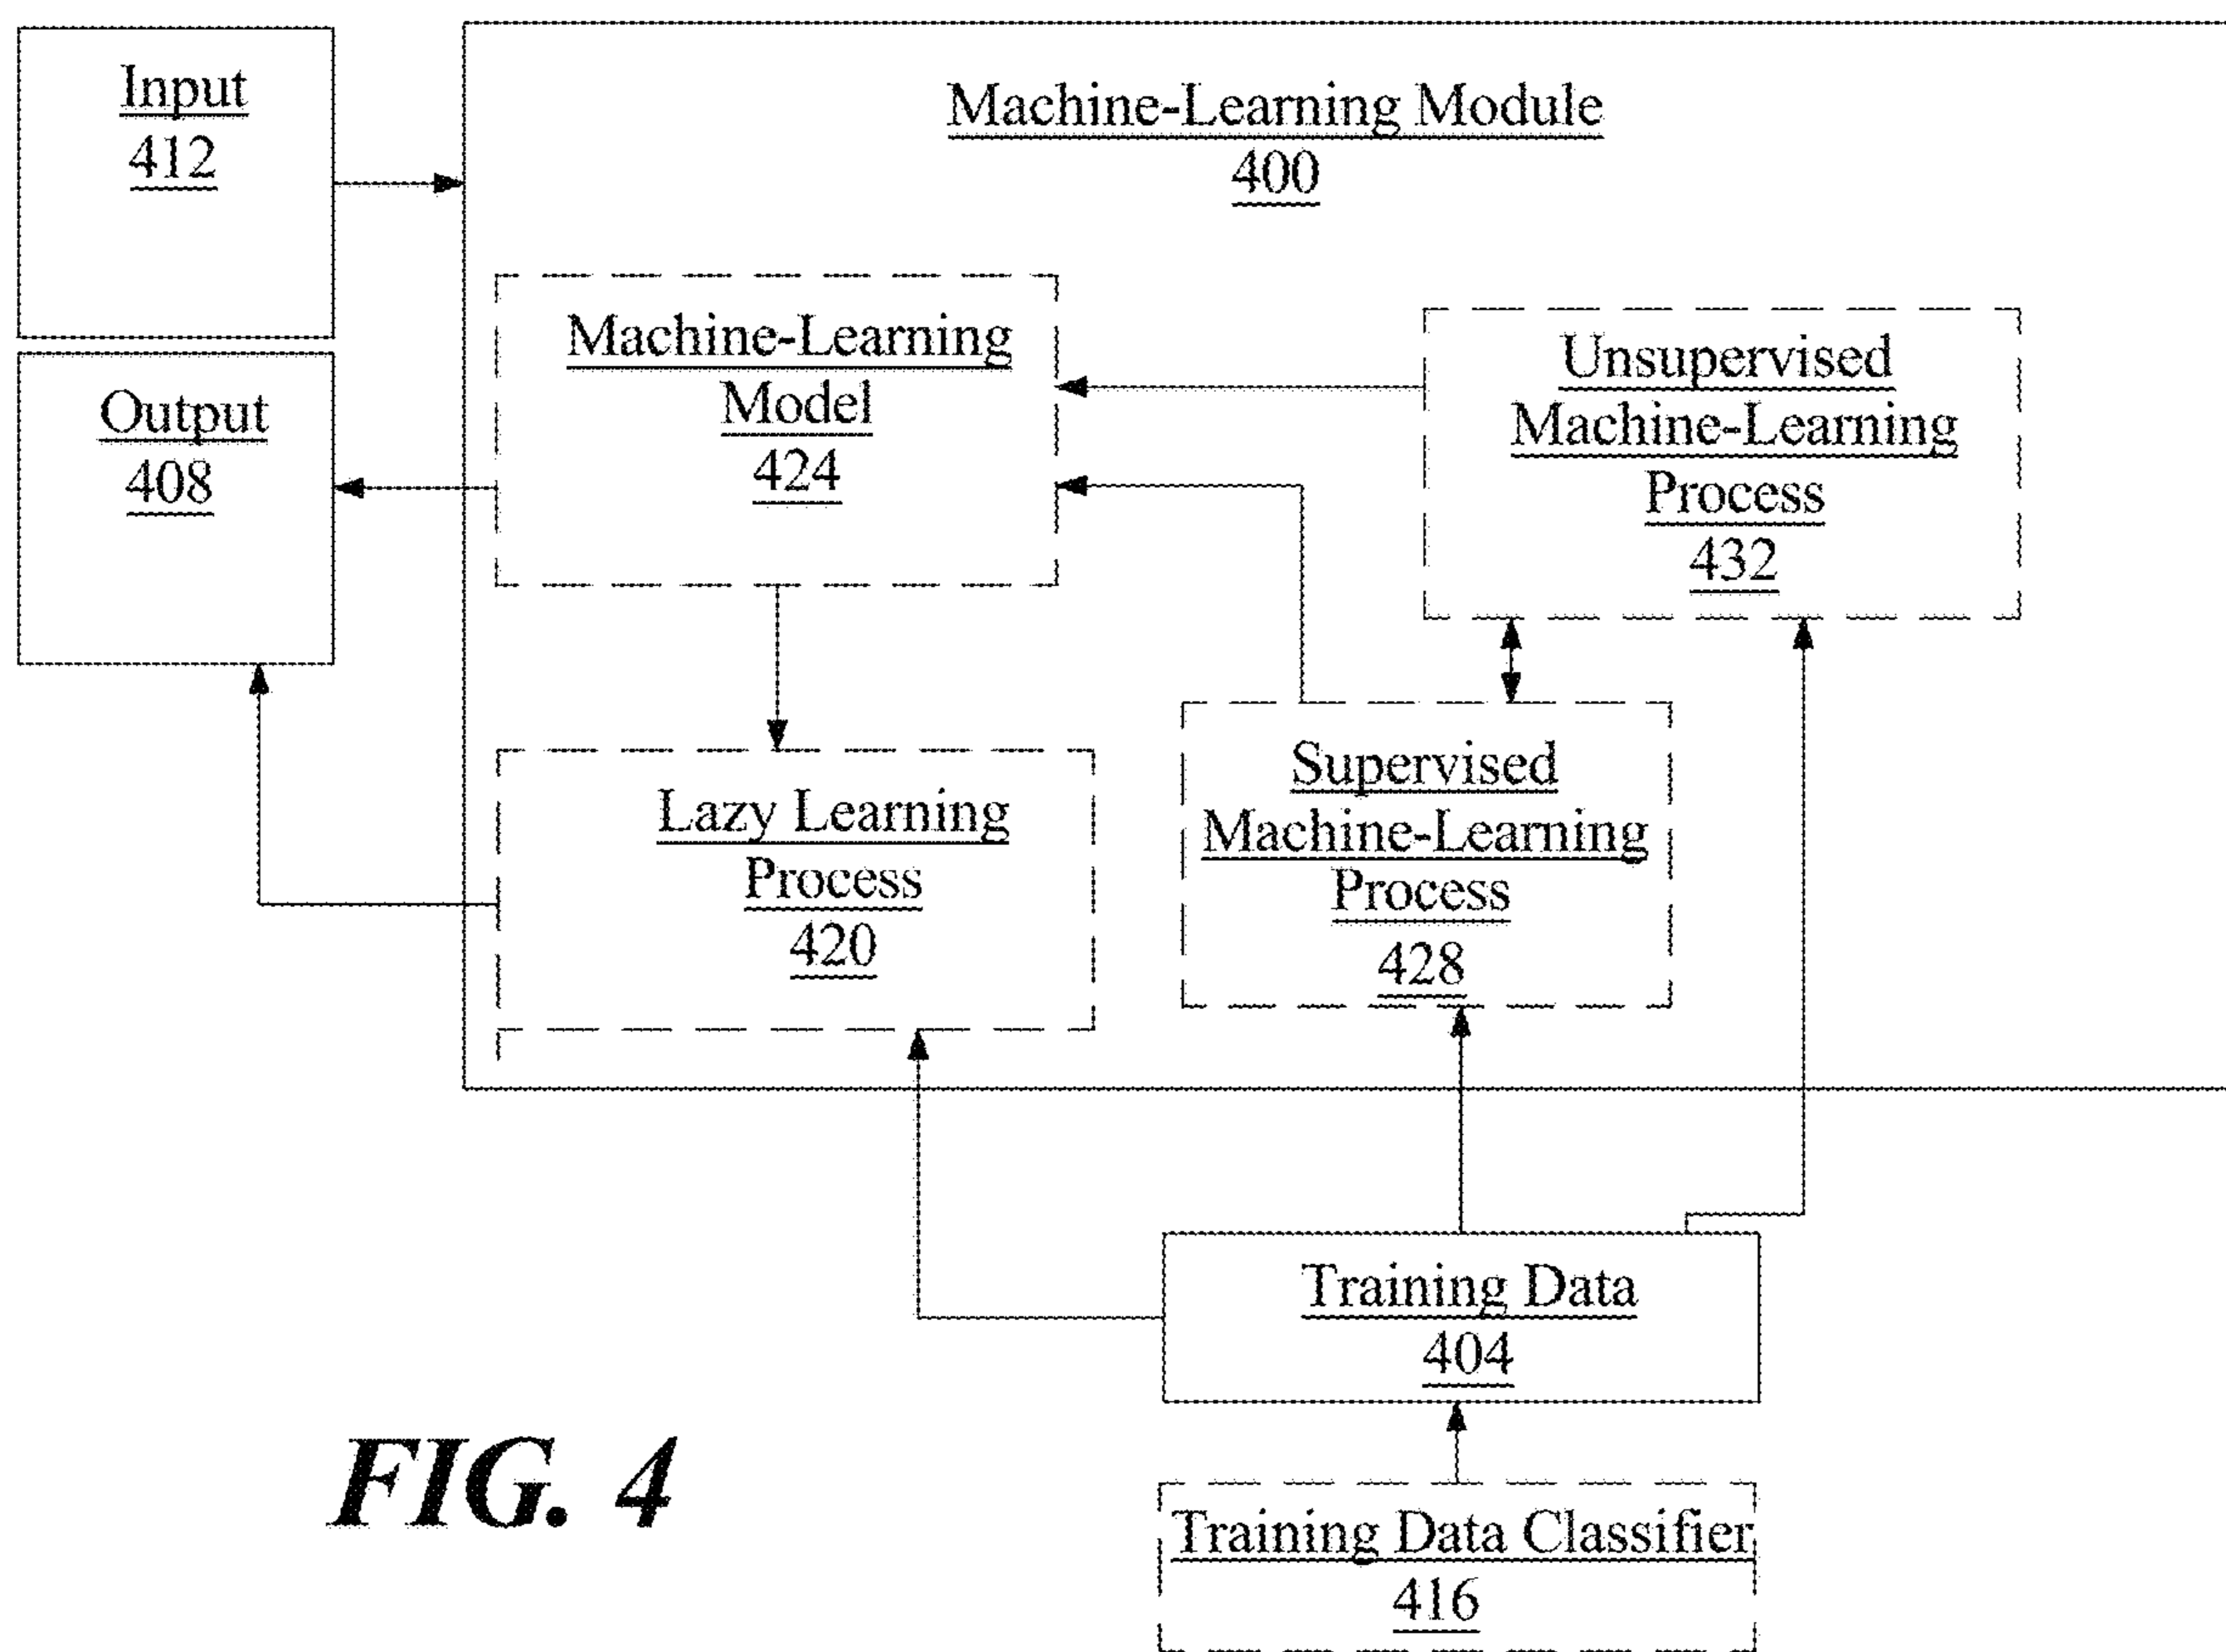 Input
412
Machine-Learning Module
400
Output
408
Machine-Learning
Model
424
Unsupervised
Machine-Learning
Process
432
Lazy Learning
Process
420
Supervised
Machine-Learning
Process
428
Training Data
404
Training Data Classifier
416
FIG. 4